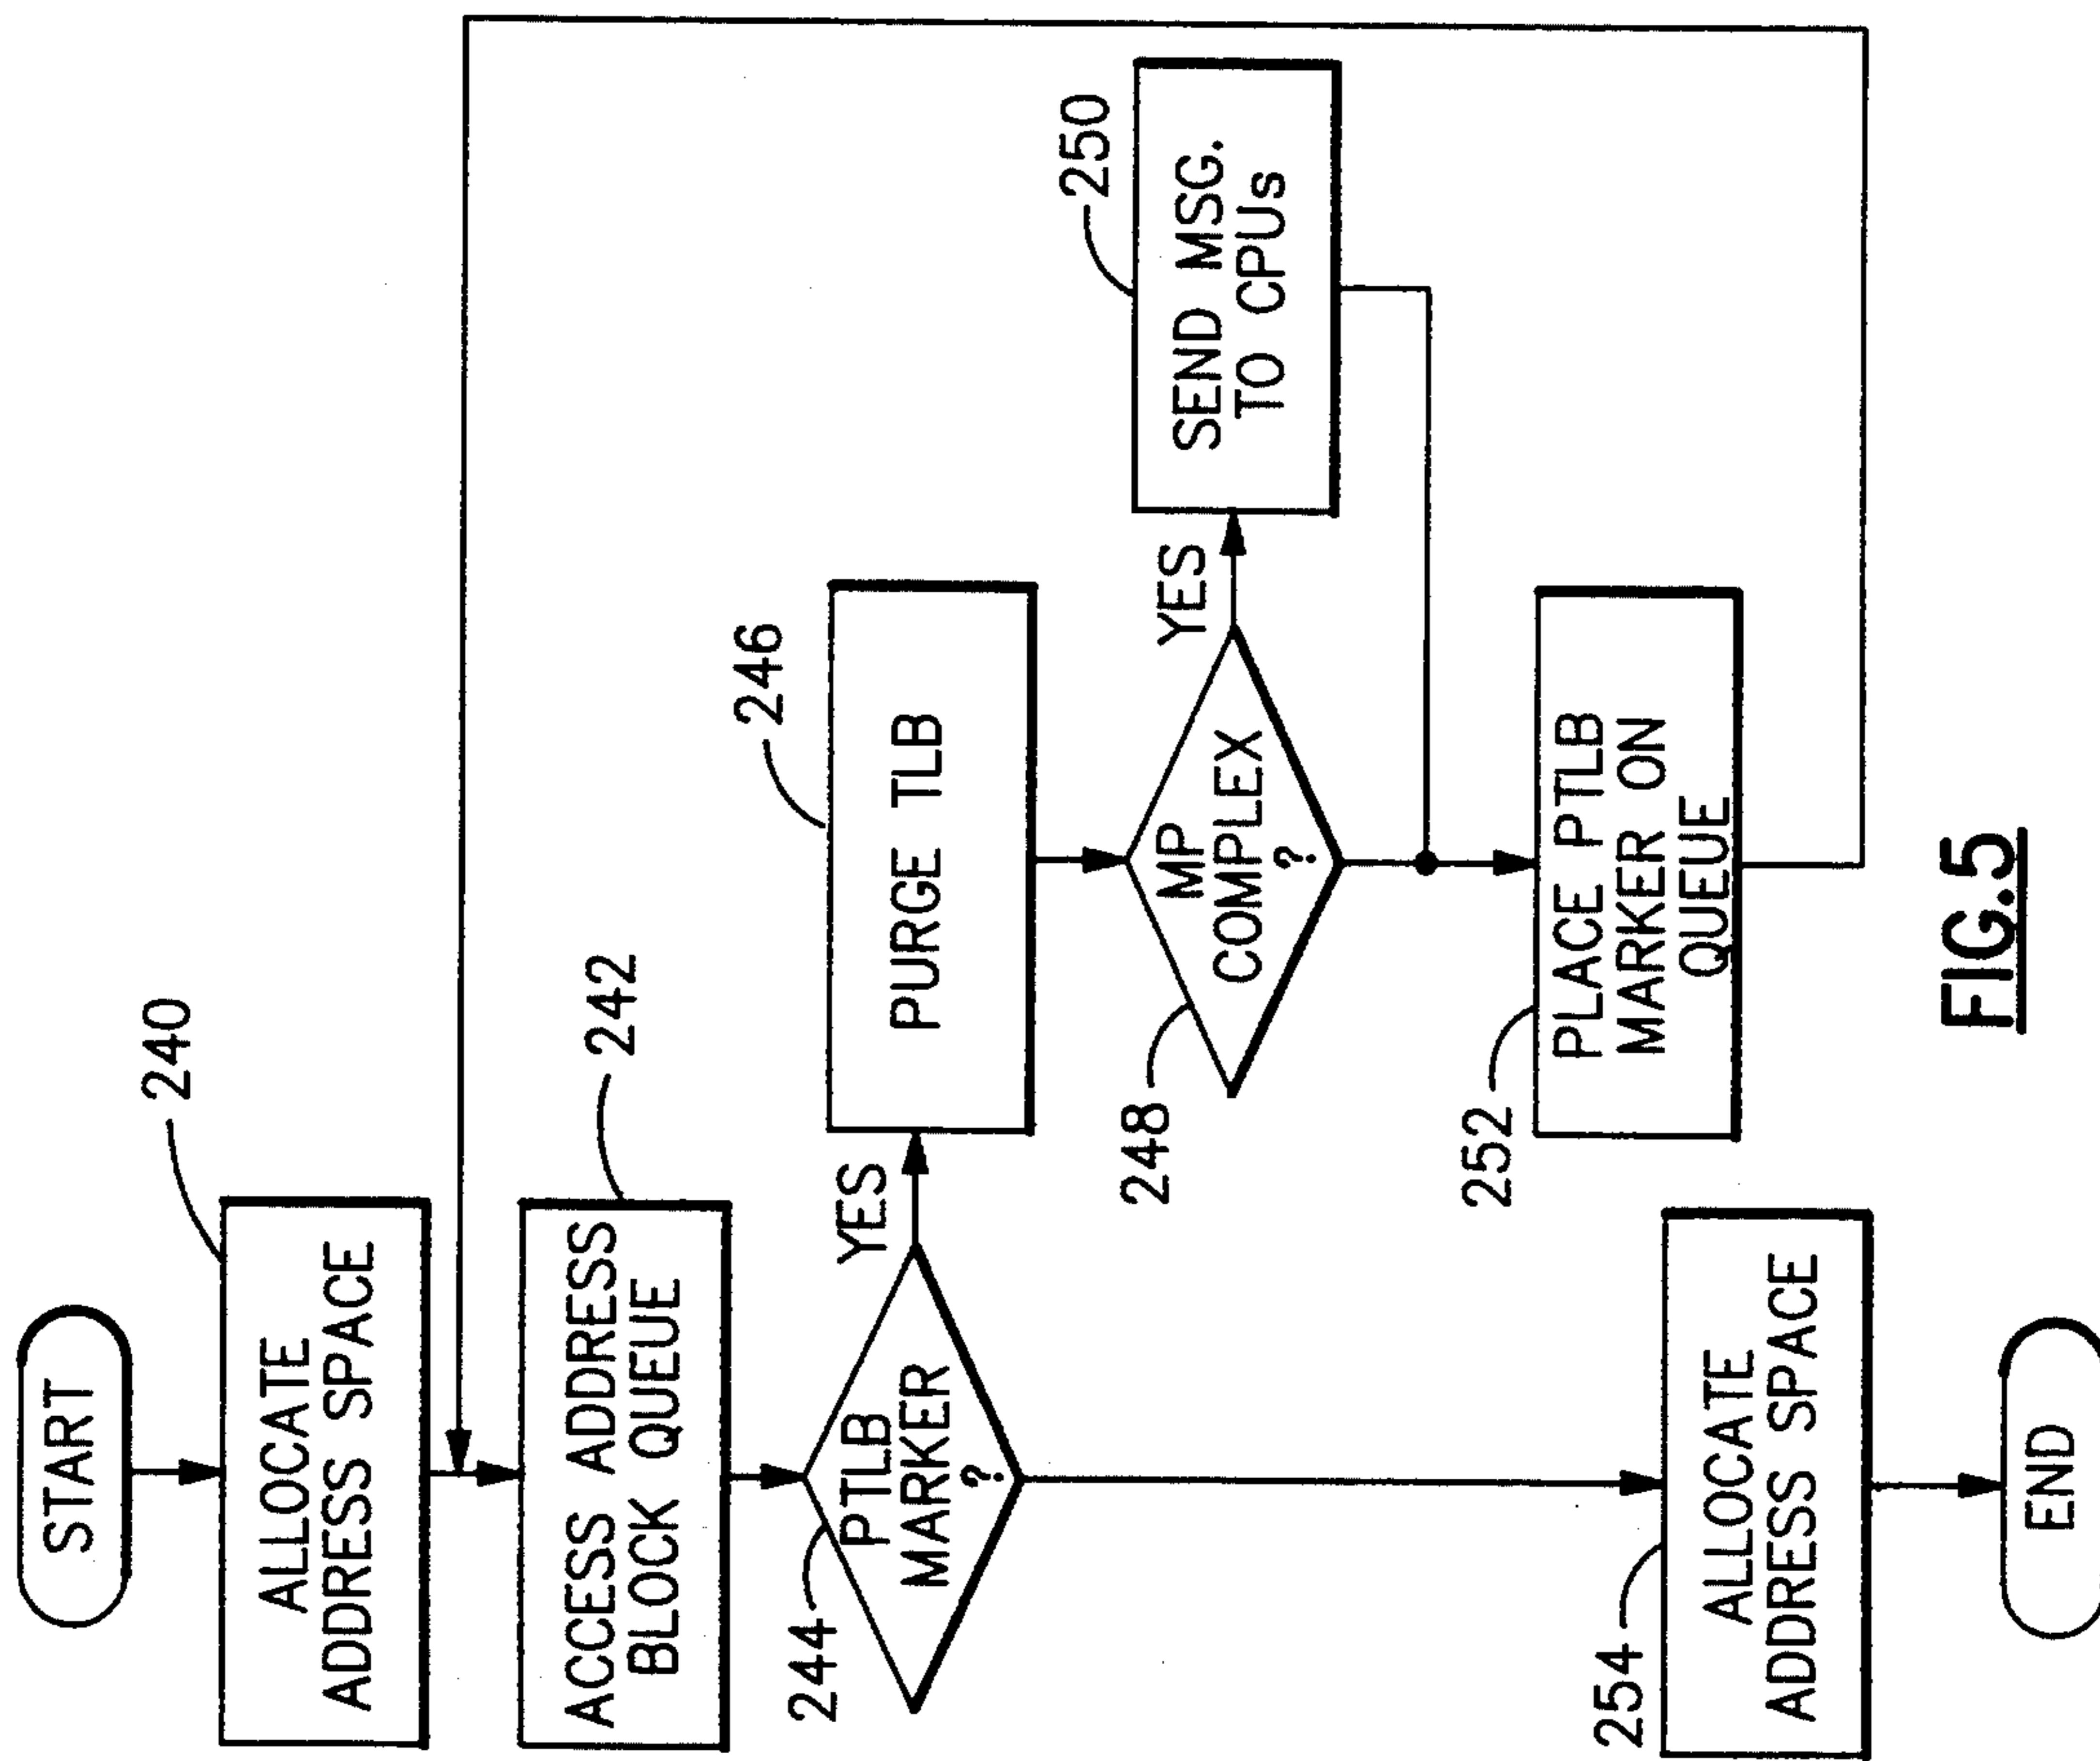 START
240
ALLOCATE
ADDRESS SPACE
242
ACCESS ADDRESS
BLOCK QUEUE
244
PTLB
MARKER
?
YES
246
PURGE TLB
248
MP
COMPLEX
?
YES
250
SEND MSG.
TO CPUs
252
PLACE PTLB
MARKER ON
QUEUE
254
ALLOCATE
ADDRESS SPACE
END
FIG.5